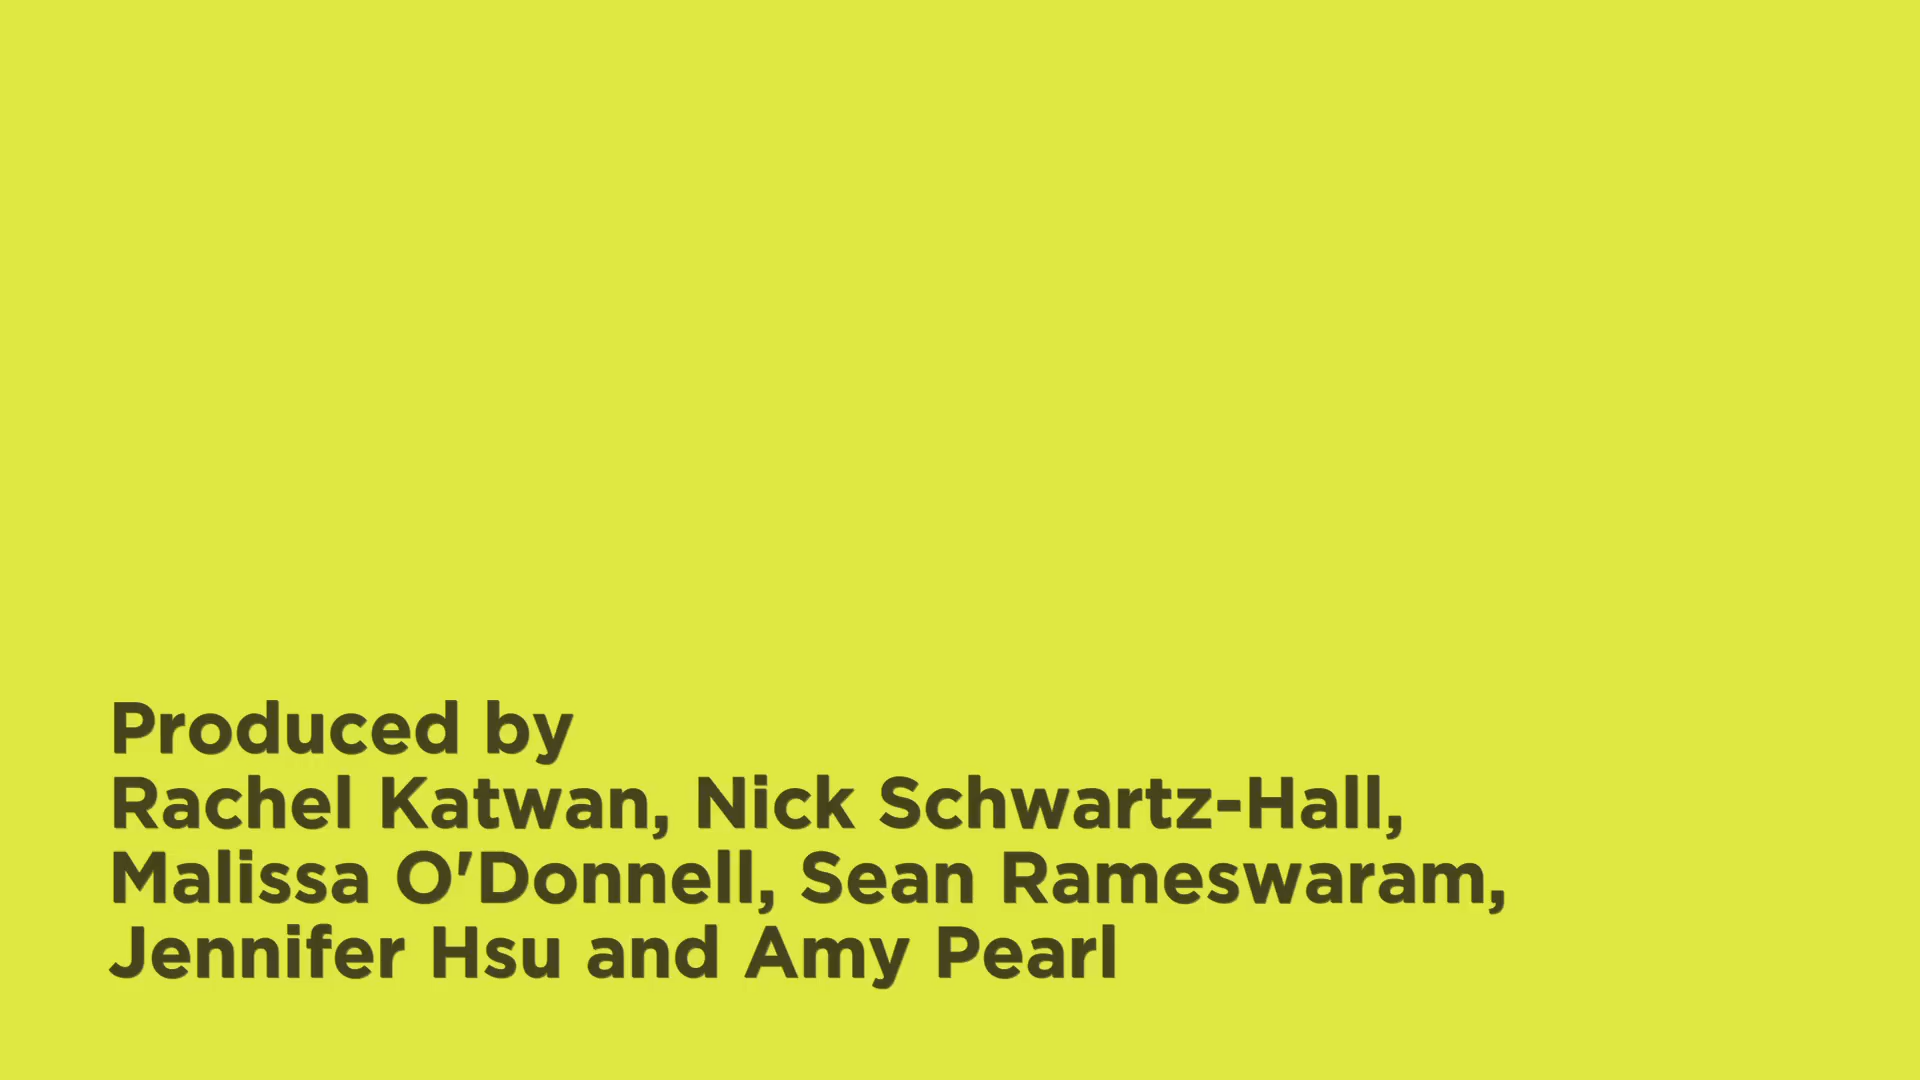 Produced by
Rachel Katwan, Nick Schwartz-Hall,
Malissa O'Donnell, Sean Rameswaram,
Jennifer Hsu and Amy Pearl